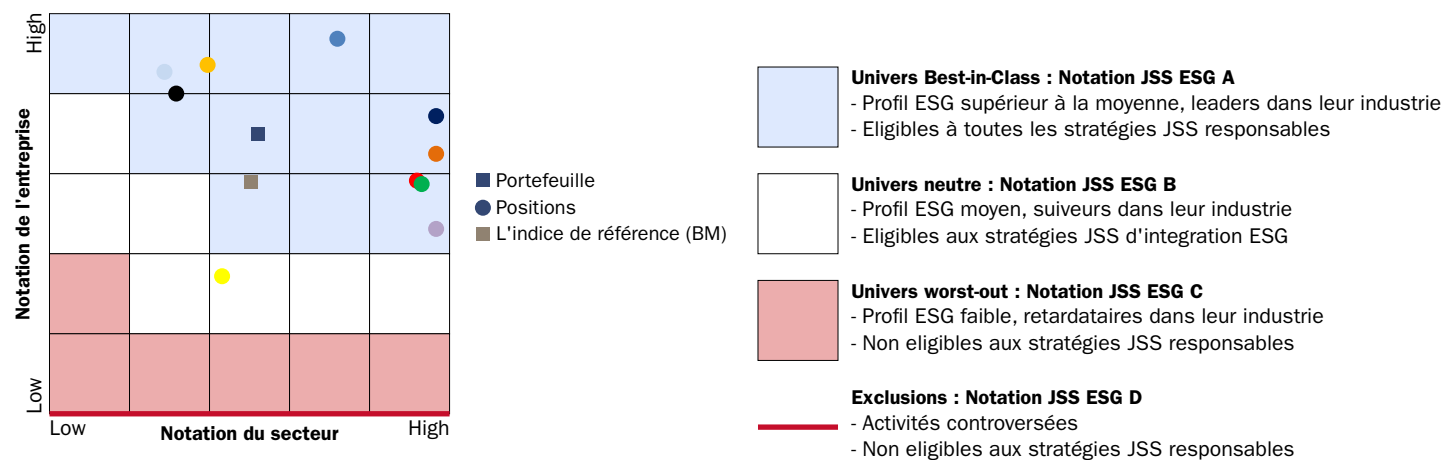 High
Notation de l'entreprise
Low
Low
Notation du secteur
High
Portefeuille
Positions
L'indice de référence (BM)
Univers Best-in-Class : Notation JSS ESG A
- Profil ESG supérieur à la moyenne, leaders dans leur industrie
- Eligibles à toutes les stratégies JSS responsables
Univers neutre : Notation JSS ESG B
- Profil ESG moyen, suiveurs dans leur industrie
- Eligibles aux stratégies JSS d'integration ESG
Univers worst-out : Notation JSS ESG C
- Profil ESG faible, retardataires dans leur industrie
- Non eligibles aux stratégies JSS responsables
Exclusions : Notation JSS ESG D
- Activités controversées
- Non eligibles aux stratégies JSS responsables